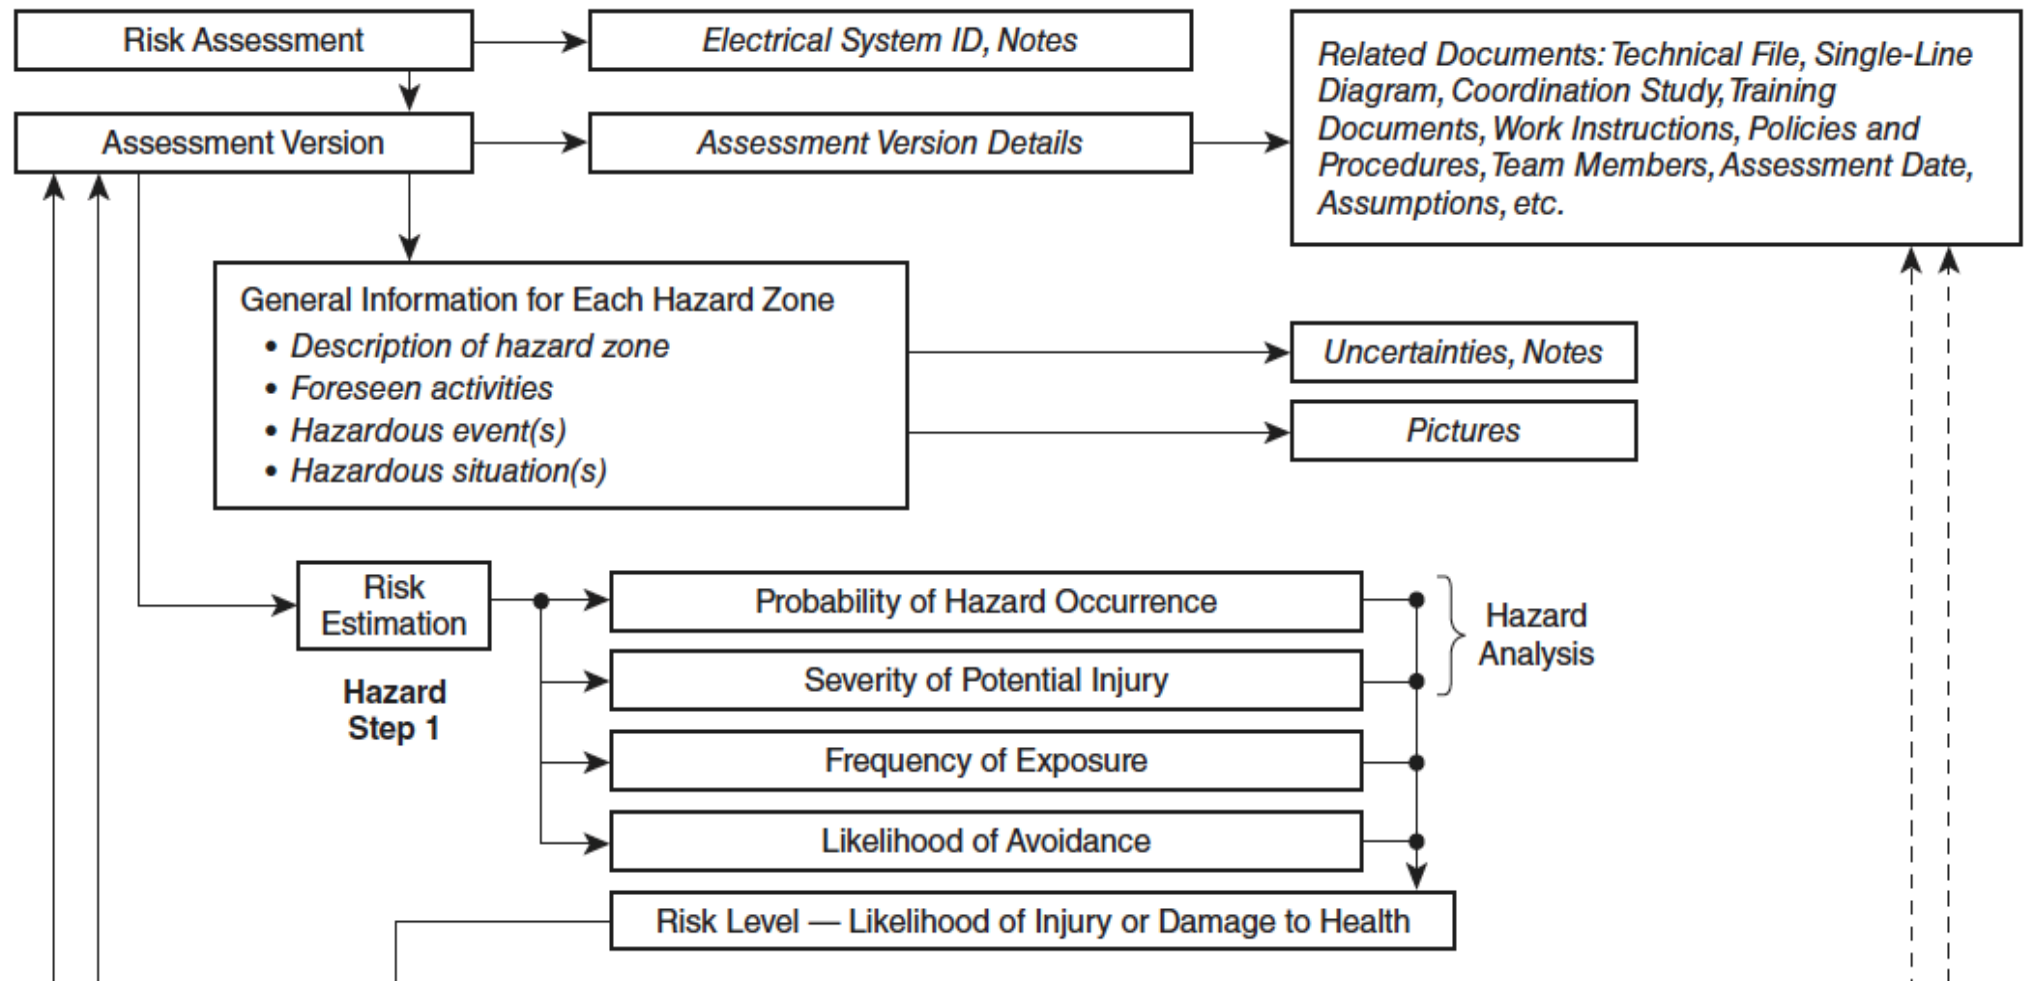 Risk Assessment
Electrical System ID, Notes
Related Documents: Technical File, Single-Line
Diagram, Coordination Study, Training
Documents, Work Instructions, Policies and
Procedures, Team Members, Assessment Date,
Assumptions, etc.
Assessment Version
Assessment Version Details
General Information for Each Hazard Zone
• Description of hazard zone
• Foreseen activities
• Hazardous event(s)
• Hazardous situation(s)
Uncertainties, Notes
Pictures
Risk
Estimation
Hazard
Step 1
Probability of Hazard Occurrence
Severity of Potential Injury
Hazard
Analysis
Frequency of Exposure
Likelihood of Avoidance
Risk Level — Likelihood of Injury or Damage to Health